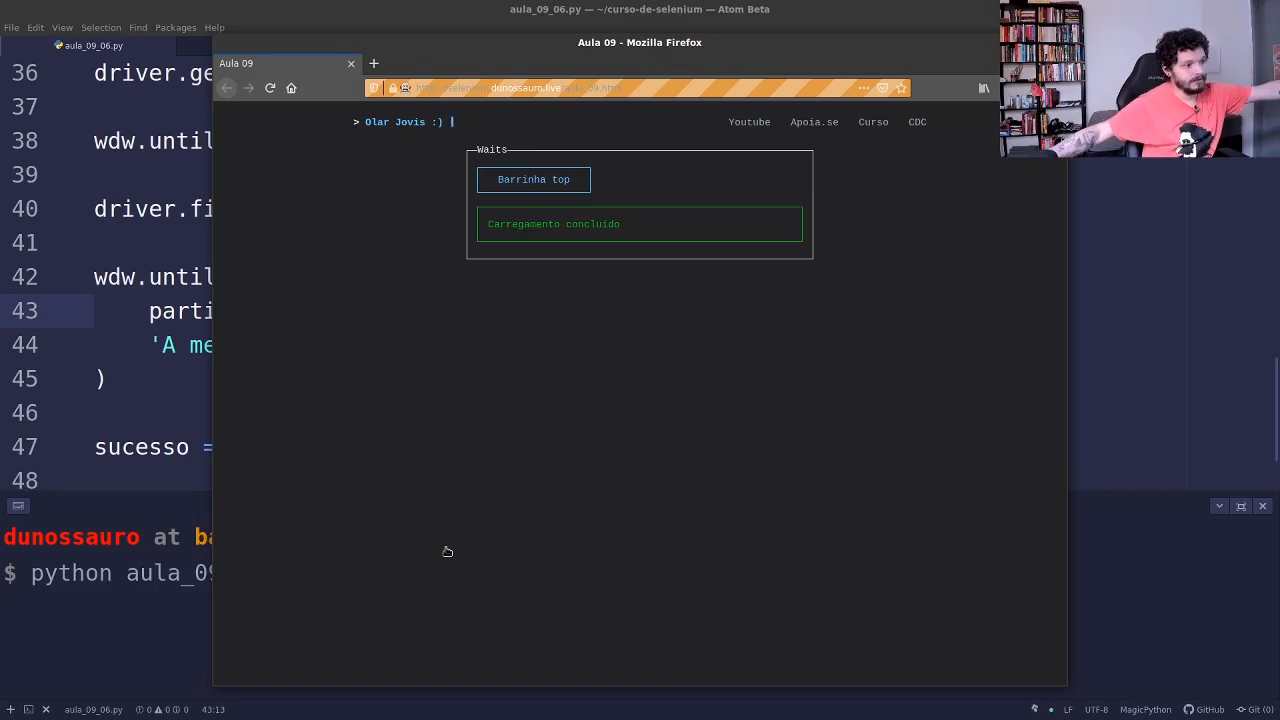 aula_09_06.py — ~/curso-de-selenium — Atom Beta
File Edit View Selection Find Packages Help
aula_09_06.py
Aula 09 - Mozilla Firefox
Aula 09
https://selenium.dunossauro.live/aula_09.html
> Olar Jovis :)
Youtube Apoia.se Curso CDC
Waits
Barrinha top
Carregamento concluído
36 driver.ge
37
38 wdw.until
39
40 driver.fi
41
42 wdw.until
43 parti
44 'A me
45 )
46
47 sucesso =
48
dunossauro at ba
$ python aula_09
aula_09_06.py 0 0 0 43:13
LF UTF-8 MagicPython GitHub Git (0)